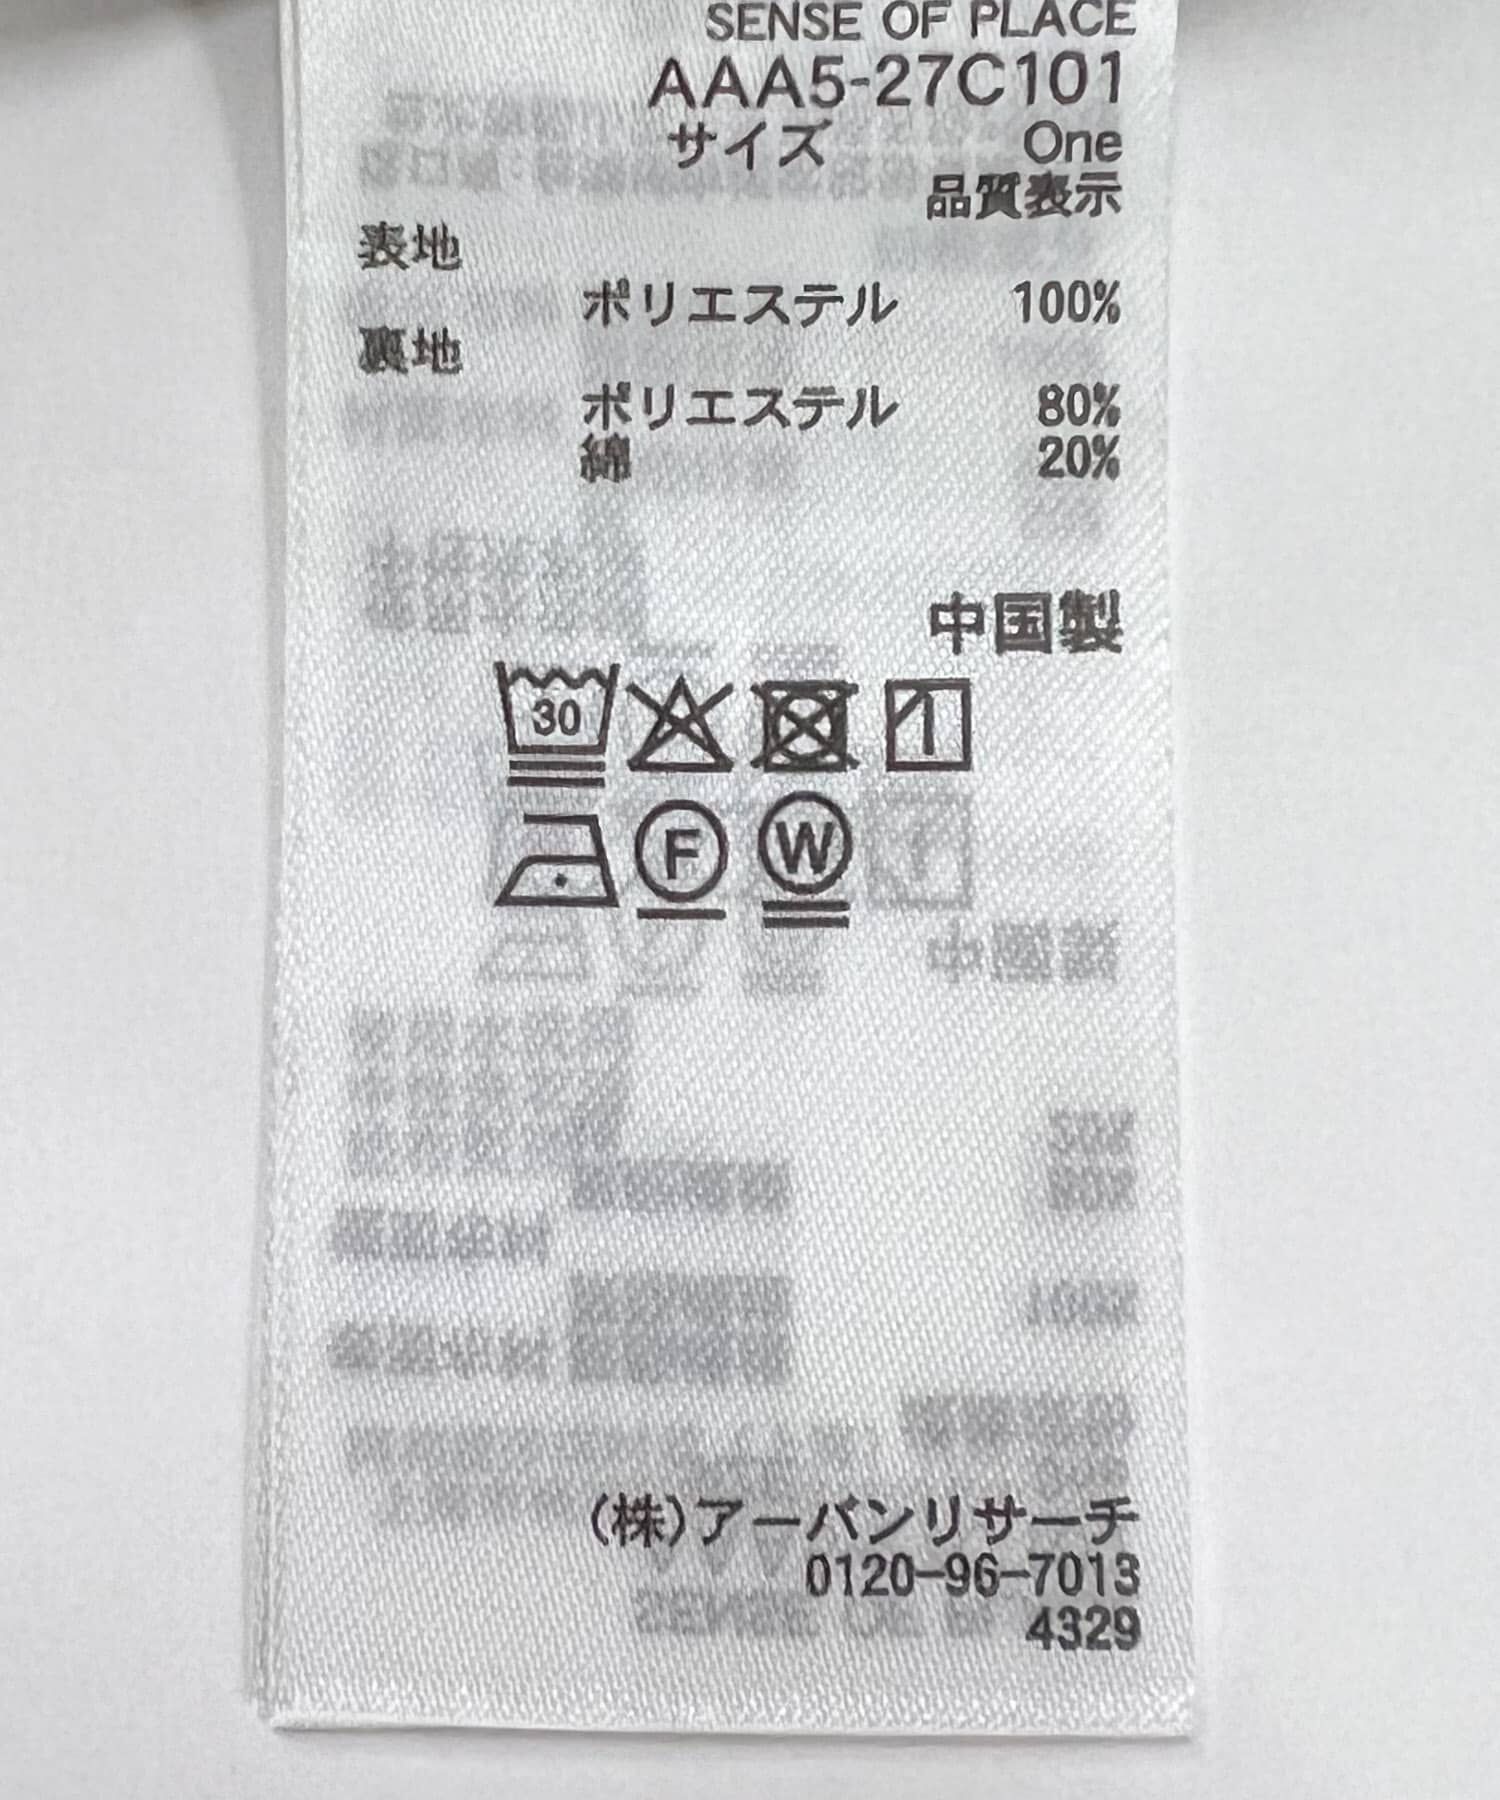 SENSE OF PLACE
AAA5-27C101
サイズ One
品質表示
表地
ポリエステル 100%
裏地
ポリエステル 80%
綿 20%
中国製
30
F
W
(株)アーバンリサーチ
0120-96-7013
4329